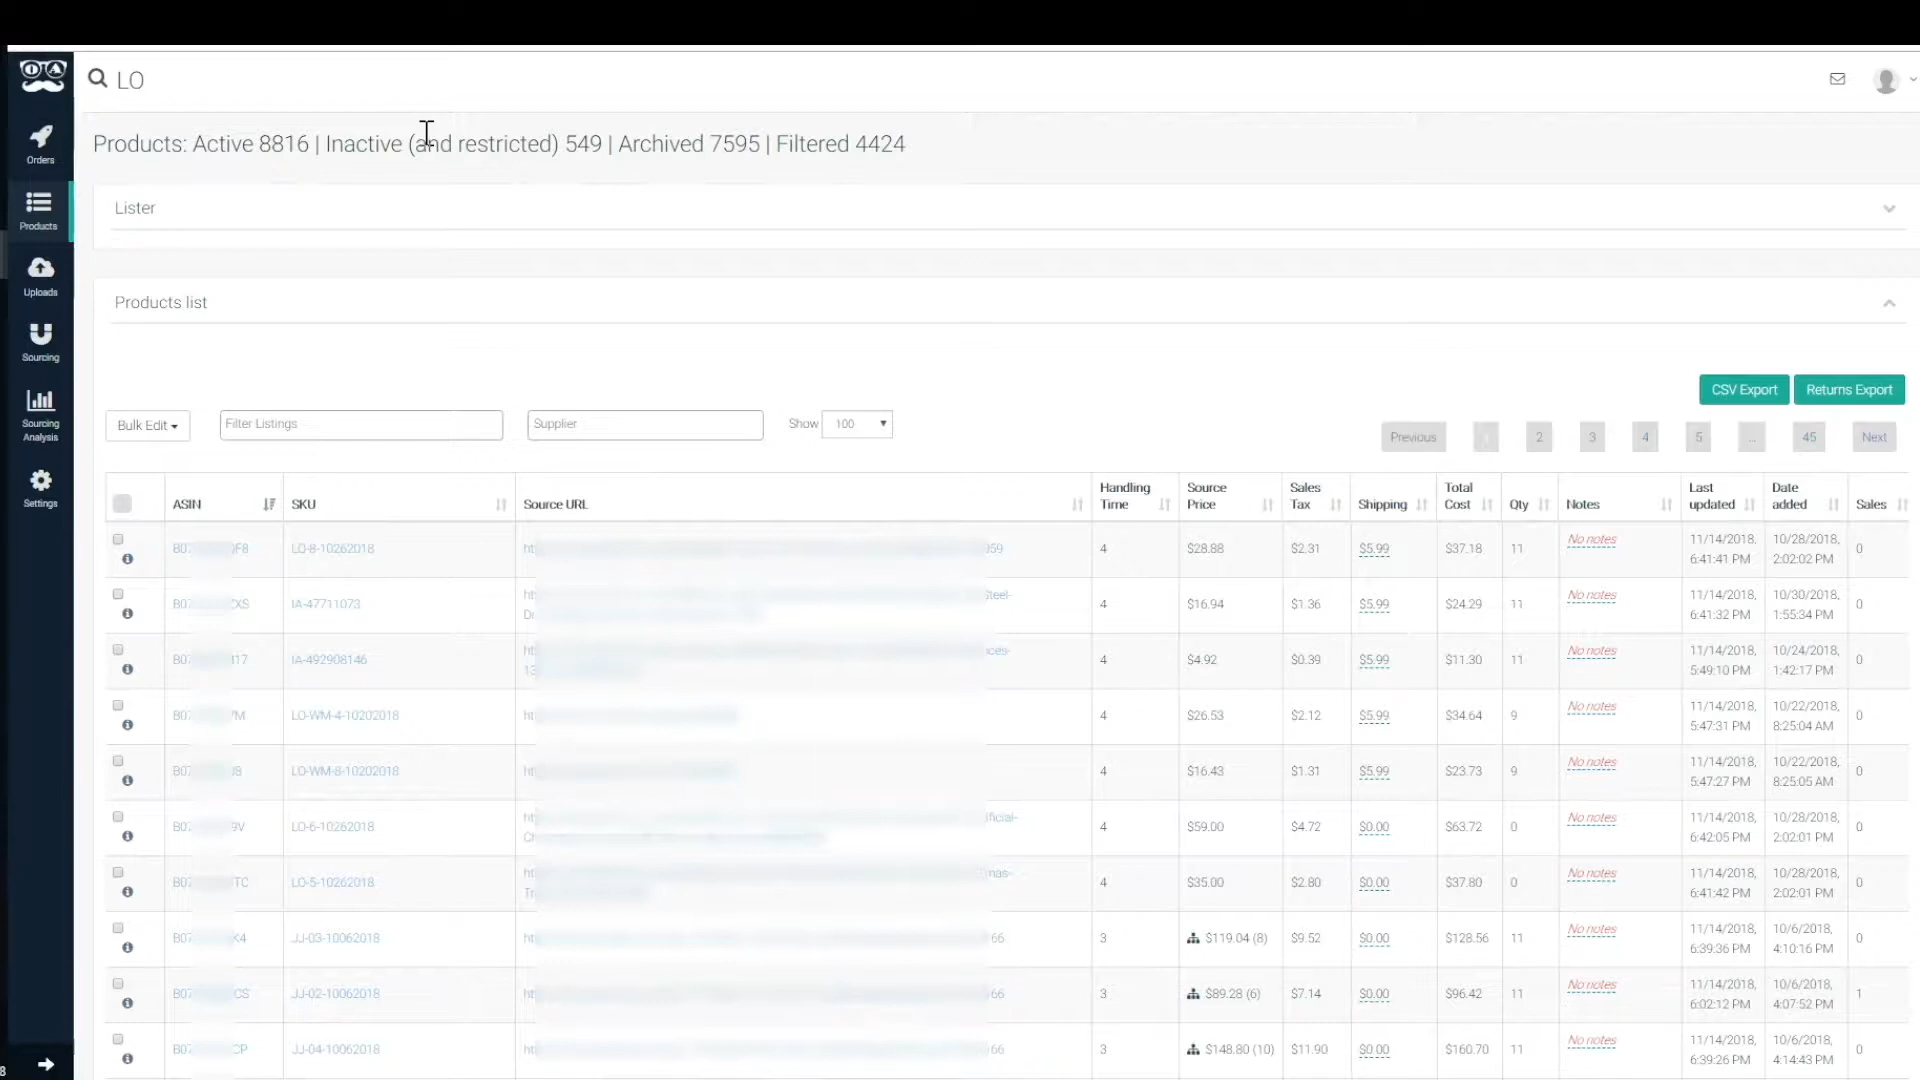 OA
LO
Products: Active 8816 | Inactive (and restricted) 549 | Archived 7595 | Filtered 4424
Orders
Products
Uploads
Sourcing
Sourcing
Analysis
Settings
Lister
Products list
CSV Export Returns Export
Bulk Edit Filter Listings Supplier Show 100
Previous 2 3 4 5 ... 45 Next
ASIN SKU Source URL Handling Time Source Price Sales Tax Shipping Total Cost Qty Notes Last updated Date added Sales
LO-8-10262018 4 $28.88 $2.31 $5.99 $37.18 11 No notes 11/14/2018, 6:41:41 PM 10/28/2018, 2:02:02 PM 0
IA-47711073 4 $16.94 $1.36 $5.99 $24.29 11 No notes 11/14/2018, 6:41:32 PM 10/30/2018, 1:55:34 PM 0
IA-492908146 4 $4.92 $0.39 $5.99 $11.30 11 No notes 11/14/2018, 5:49:10 PM 10/24/2018, 1:42:17 PM 0
LO-WM-4-10202018 4 $26.53 $2.12 $5.99 $34.64 9 No notes 11/14/2018, 5:47:31 PM 10/22/2018, 8:25:04 AM 0
LO-WM-8-10202018 4 $16.43 $1.31 $5.99 $23.73 9 No notes 11/14/2018, 5:47:27 PM 10/22/2018, 8:25:05 AM 0
LO-6-10262018 4 $59.00 $4.72 $0.00 $63.72 0 No notes 11/14/2018, 6:42:05 PM 10/28/2018, 2:02:01 PM 0
LO-5-10262018 4 $35.00 $2.80 $0.00 $37.80 0 No notes 11/14/2018, 6:41:42 PM 10/28/2018, 2:02:01 PM 0
JJ-03-10062018 3 $119.04 (8) $9.52 $0.00 $128.56 11 No notes 11/14/2018, 6:39:36 PM 10/6/2018, 4:10:16 PM 0
JJ-02-10062018 3 $89.28 (6) $7.14 $0.00 $96.42 11 No notes 11/14/2018, 6:02:12 PM 10/6/2018, 4:07:52 PM 1
JJ-04-10062018 3 $148.80 (10) $11.90 $0.00 $160.70 11 No notes 11/14/2018, 6:39:26 PM 10/6/2018, 4:14:43 PM 0